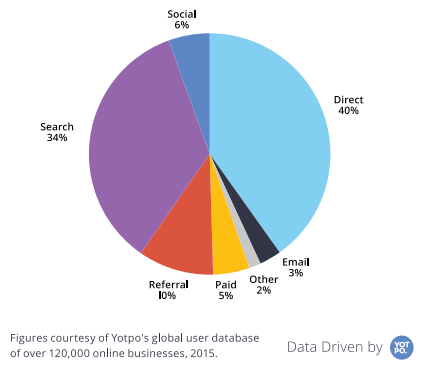 Social
6%
Direct
40%
Search
34%
Email
3%
Other
2%
Paid
5%
Referral
10%
Figures courtesy of Yotpo's global user database
of over 120,000 online businesses, 2015.
Data Driven by
YOT
PO.